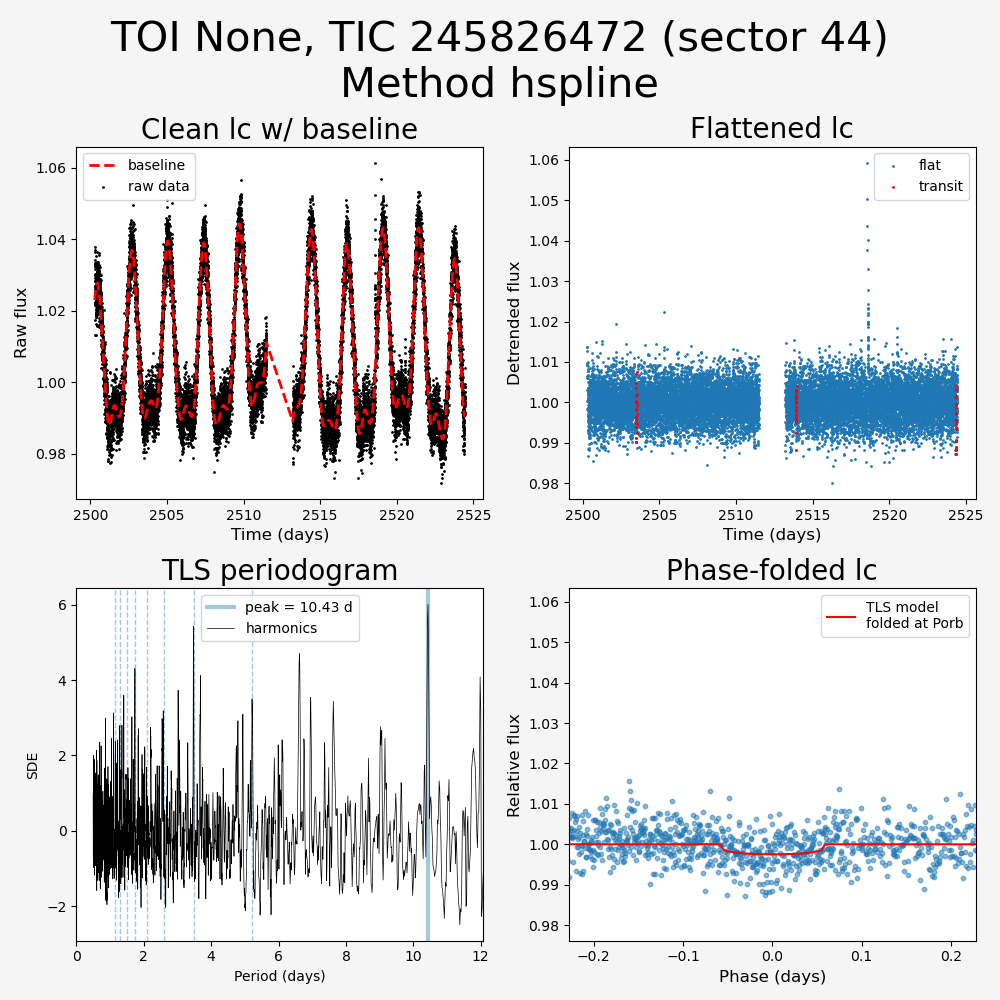 TOI None, TIC 245826472 (sector 44)
Method hspline
Clean lc w/ baseline
baseline
raw data
1.06
1.04
1.02
1.00
0.98
Raw flux
2500
2505
2510
2515
2520
2525
Time (days)
Flattened lc
flat
transit
1.06
1.05
1.04
1.03
1.02
1.01
1.00
0.99
0.98
Detrended flux
2500
2505
2510
2515
2520
2525
Time (days)
TLS periodogram
peak = 10.43 d
harmonics
6
4
2
0
−2
SDE
0
2
4
6
8
10
12
Period (days)
Phase-folded lc
TLS model
folded at Porb
1.06
1.05
1.04
1.03
1.02
1.01
1.00
0.99
0.98
Relative flux
−0.2
−0.1
0.0
0.1
0.2
Phase (days)